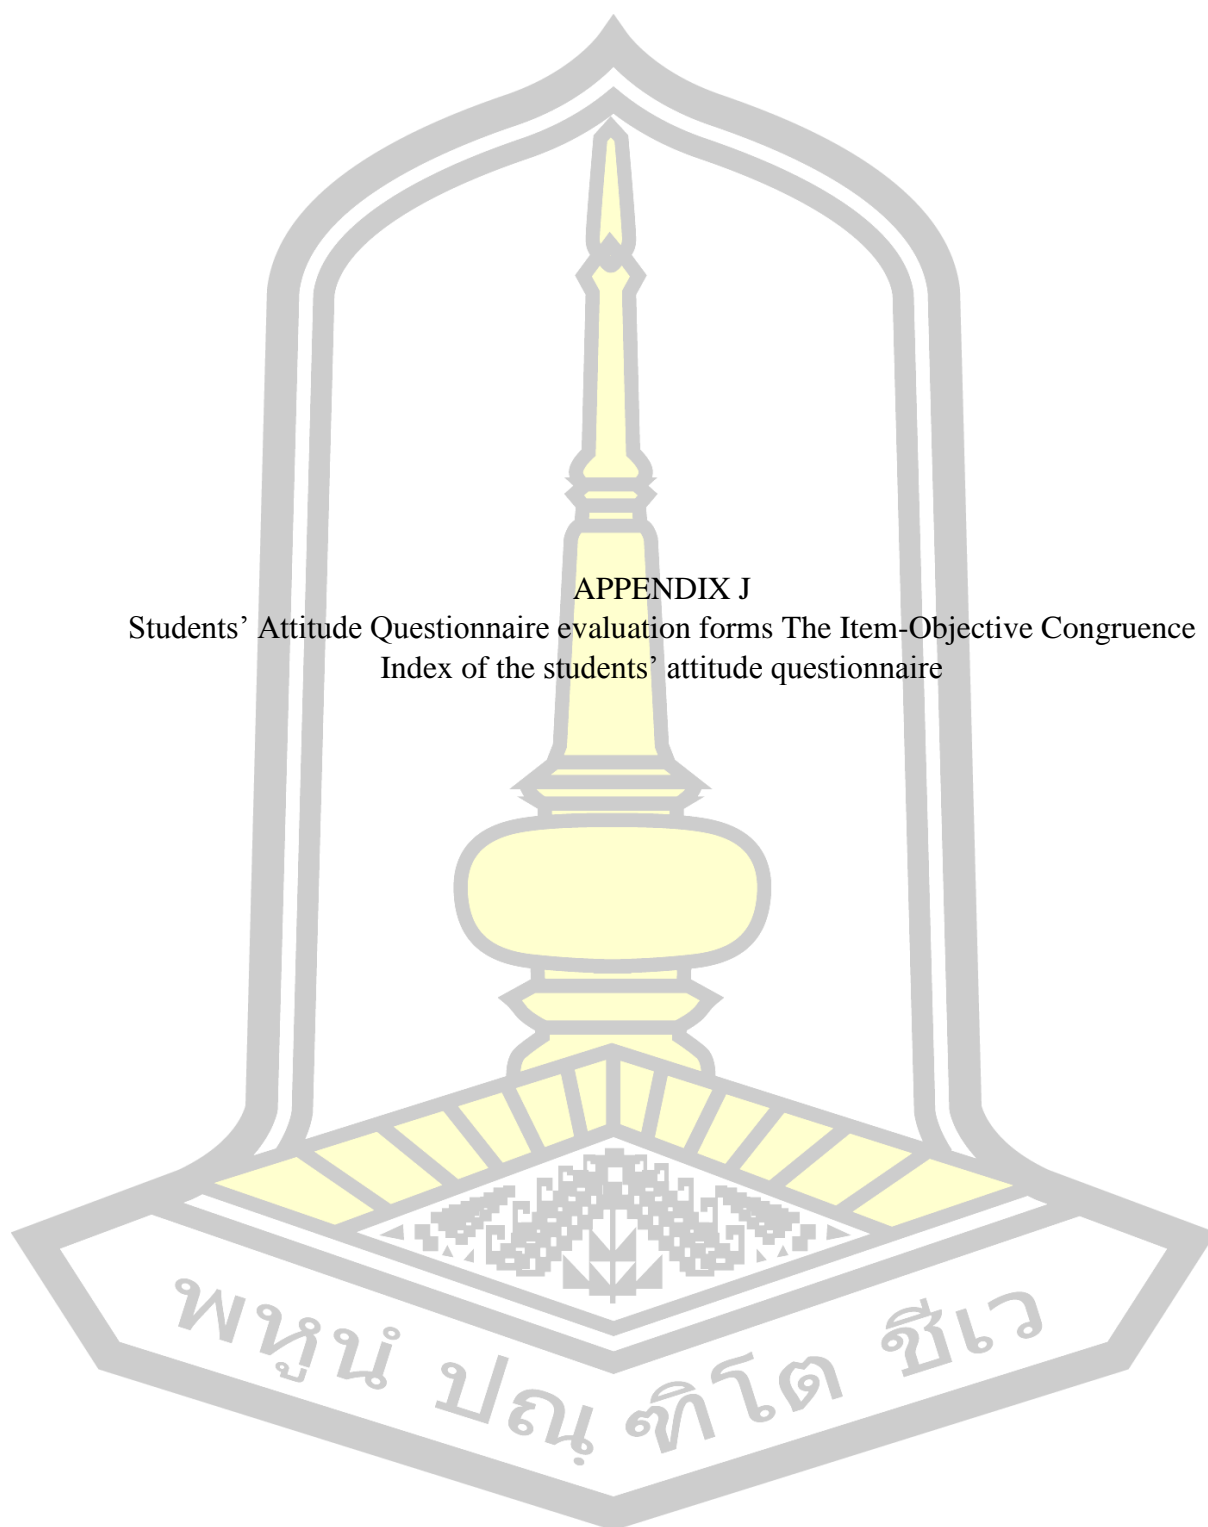 APPENDIX J
Students’ Attitude Questionnaire evaluation forms The Item-Objective Congruence
Index of the students’ attitude questionnaire
พหูนํ ปณฺฑิโต ชีเว